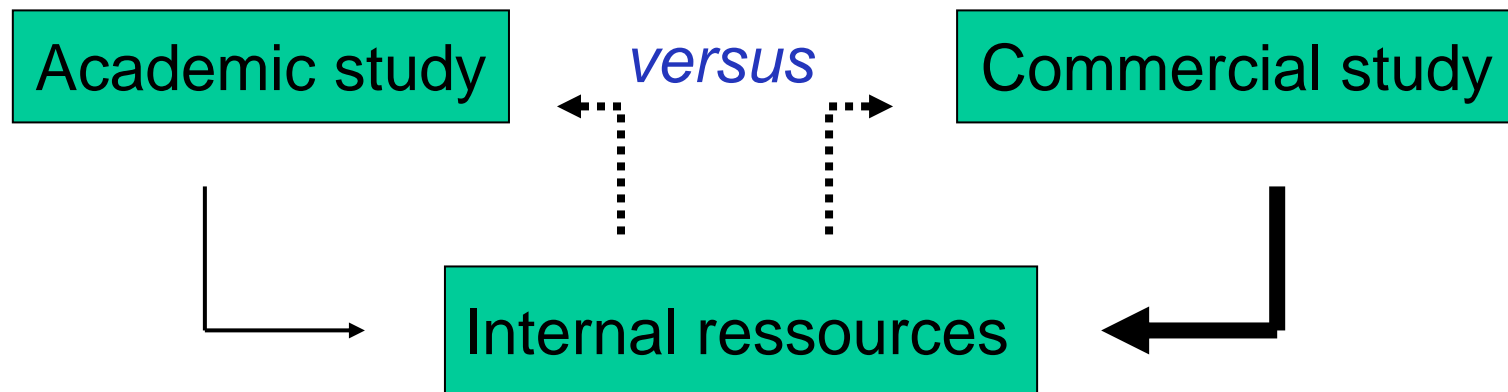 Academic study
versus
Commercial study
Internal ressources